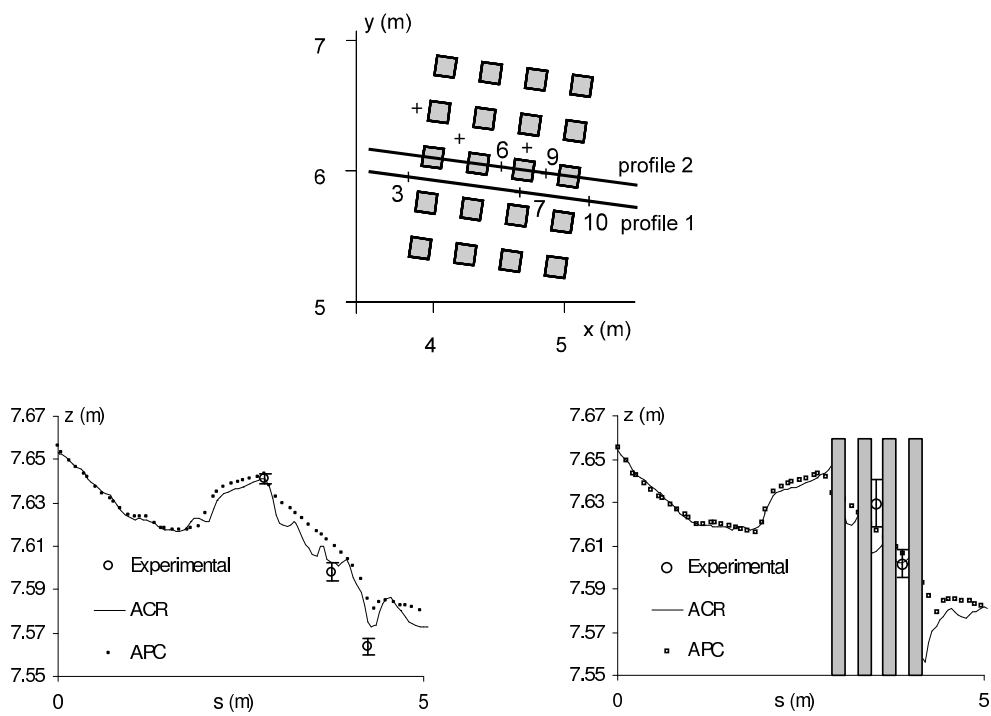 y (m)
7
6
5
6
9
3
7
10
profile 2
profile 1
4
5
x (m)
7.67
z (m)
7.65
7.63
7.61
7.59
7.57
7.55
Experimental
ACR
APC
0
s (m)
5
7.67
z (m)
7.65
7.63
7.61
7.59
7.57
7.55
Experimental
ACR
APC
0
s (m)
5